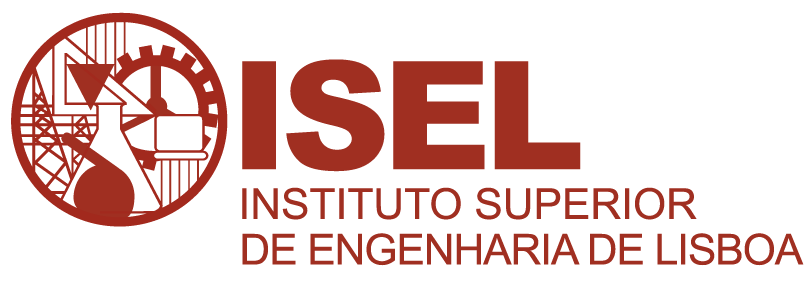 ISEL
INSTITUTO SUPERIOR
DE ENGENHARIA DE LISBOA